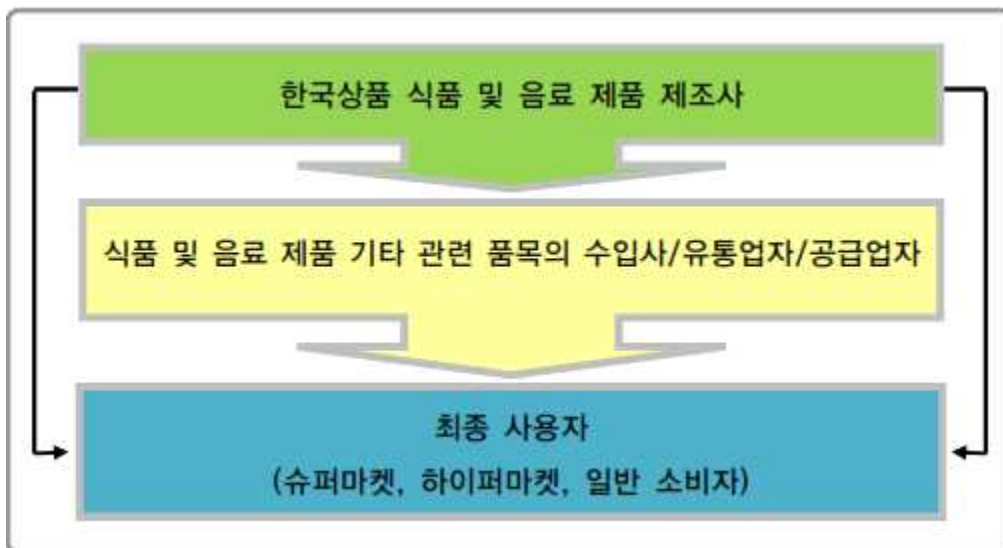 한국상품 식품 및 음료 제품 제조사
식품 및 음료 제품 기타 관련 품목의 수입사/유통업자/공급업자
최종 사용자
(슈퍼마켓, 하이퍼마켓, 일반 소비자)